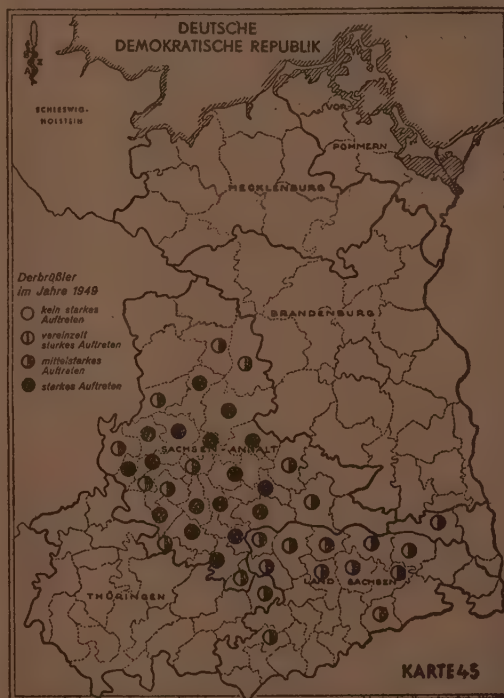 DEUTSCHE
DEMOKRATISCHE REPUBLIK
SCHLESWIG-
HOLSTEIN
VOR
POMMERN
MECKLENBURG
BRANDENBURG
Derbrüßler
im Jahre 1949
kein starkes
Auftreten
vereinzelt
starkes Auftreten
mittelstarkes
Auftreten
starkes Auftreten
SACHSEN-ANHALT
LAND SACHSEN
THÜRINGEN
KARTE 45